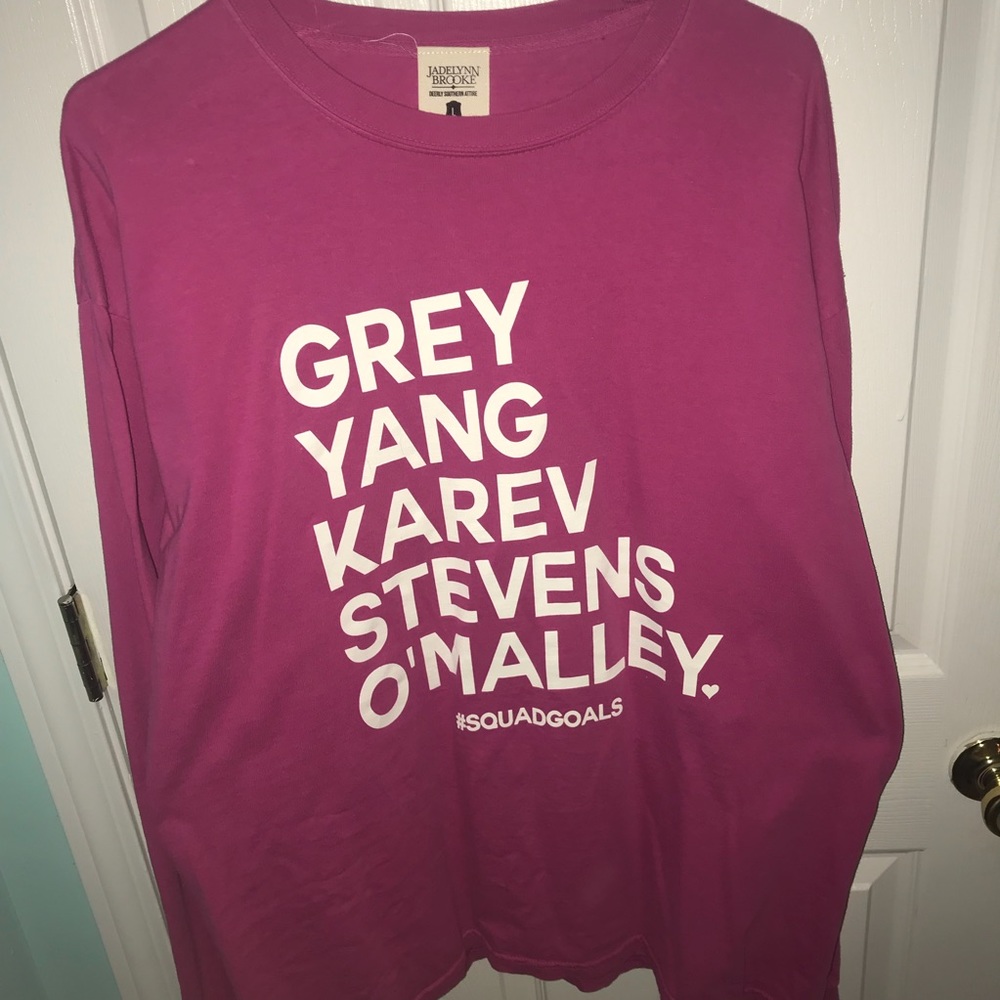 JADELYNN
BROOKE
GREY
YANG
KAREV
STEVENS
O'MALLEY.
#SQUADGOALS